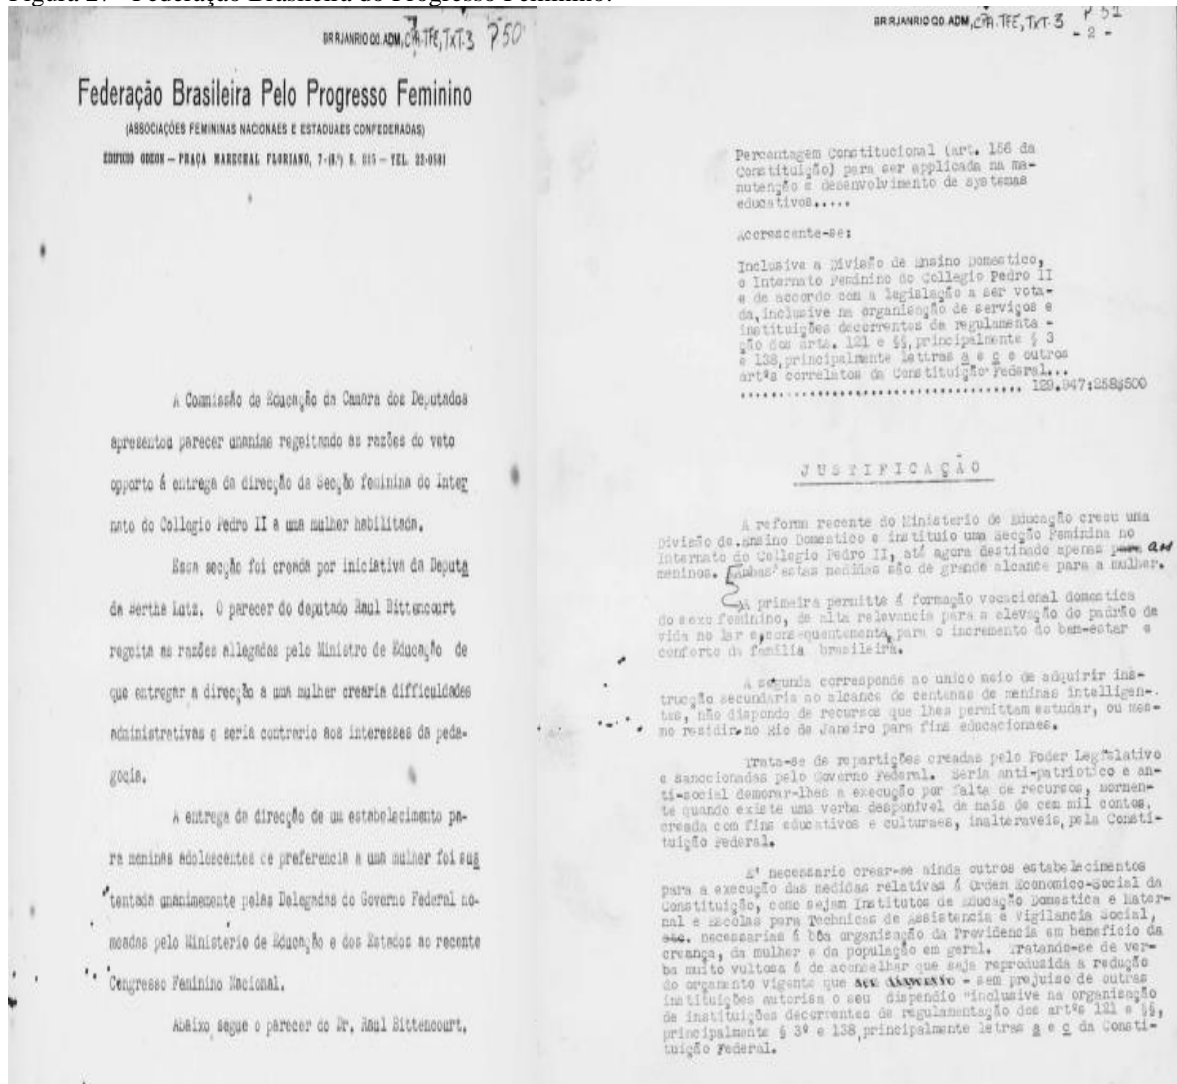 Figura 27 - Federação Brasileira do Progresso Feminino.
BR RJANRIO Q0. ADM, CPA. TFE, TXT. 3 P 50
Federação Brasileira Pelo Progresso Feminino
(ASSOCIAÇÕES FEMININAS NACIONAES E ESTADUAES CONFEDERADAS)
EDIFICIO ODEON – PRAÇA MARECHAL FLORIANO, 7-(8.º) S. 815 – TEL. 22-0581
A Commissão de Educação da Camara dos Deputados
apresentou parecer unanime regeitando as razões do veto
opporto á entrega da direcção da Secção feminina do Inter
nato do Collegio Pedro II a uma mulher habilitada.
Essa secção foi creada por iniciativa da Deputa
da Bertha Lutz. O parecer do deputado Raul Bittencourt
regeita as razões allegadas pelo Ministro de Educação de
que entregar a direcção a uma mulher crearia difficuldades
administrativas e seria contrario aos interesses da peda-
gogia.
A entrega da direcção de um estabelecimento pa-
ra meninas adolescentes de preferencia a uma mulher foi sus
tentada unanimemente pelas Delegadas do Governo Federal no-
meadas pelo Ministerio de Educação e dos Estados ao recente
Congresso Feminino Nacional.
Abaixo segue o parecer do Dr. Raul Bittencourt.
BR RJANRIO Q0 ADM, CPA. TFE, TXT. 3 P 51
- 2 -
Percentagem Constitucional (art. 156 da
Constituição) para ser applicada na ma-
nutenção e desenvolvimento de systemas
educativos.....
Accrescente-se:
Inclusive a Divisão de Ensino Domestico,
o Internato Feminino do Collegio Pedro II
e de accordo com a legislação a ser vota-
da, inclusive na organisação de serviços e
instituições decorrentes da regulamenta -
ção dos arts. 121 e §§, principalmente § 3
e 138, principalmente lettras a e c e outros
artºs correlatos da Constituição Federal...
................................... 129.947:258$500
JUSTIFICAÇÃO
A reforma recente do Ministerio de Educação creou uma
Divisão de Ensino Domestico e instituio uma Secção Feminina no
Internato do Collegio Pedro II, até agora destinado apenas para aos
meninos. Ambas estas medidas são de grande alcance para a mulher.
A primeira permitte á formação vocacional domestica
do sexo feminino, de alta relevancia para a elevação do padrão de
vida no lar e, consequentemente, para o incremento do bem-estar e
conforto da familia brasileira.
A segunda corresponde ao unico meio de adquirir ins-
trucção secundaria ao alcance de centenas de meninas intelligen-
tes, não dispondo de recursos que lhes permittam estudar, ou mes-
mo residir no Rio de Janeiro para fins educacionaes.
Trata-se de repartições creadas pelo Poder Legislativo
e sanccionadas pelo Governo Federal. Seria anti-patriotico e an-
ti-social demorar-lhes a execução por falta de recursos, mormen-
te quando existe uma verba desponivel de mais de cem mil contos,
creada com fins educativos e culturaes, inalteraveis, pela Consti-
tuição Federal.
E' necessario crear-se ainda outros estabelecimentos
para a execução das medidas relativas á Ordem Economico-Social da
Constituição, como sejam Institutos de Educação Domestica e Mater-
nal e Escolas para Technicas de Assistencia e Vigilancia Social,
etc. necessarias á bôa organisação da Previdencia em beneficio da
creança, da mulher e da população em geral. Tratando-se de ver-
ba muito vultosa é de aconselhar que seja reproduzida a redução
do orçamento vigente que - sem prejuiso de outras
instituições autorisa o seu dispendio "inclusive na organisação
de instituições decorrentes de regulamentação dos artºs 121 e §§,
principalmente § 3º e 138, principalmente letras a e c da Consti-
tuição Federal.